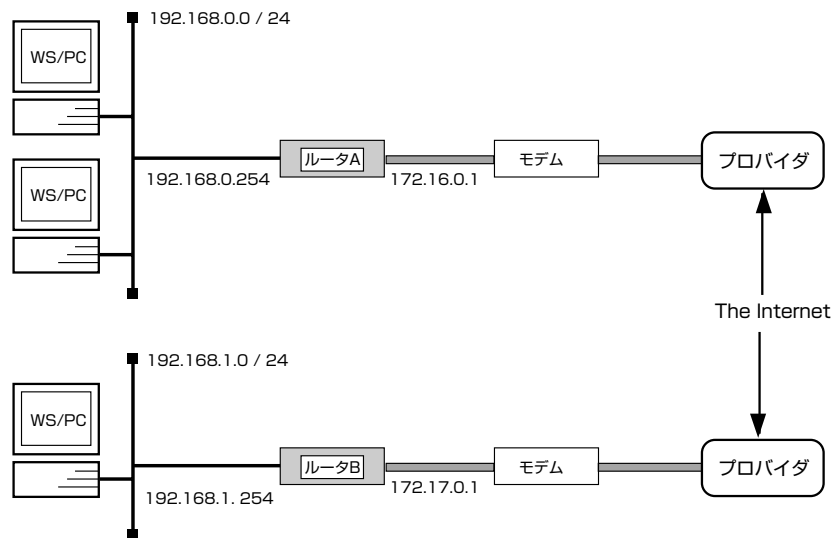 192.168.0.0 / 24
WS/PC
ルータA
モデム
プロバイダ
192.168.0.254
172.16.0.1
WS/PC
The Internet
192.168.1.0 / 24
WS/PC
ルータB
モデム
プロバイダ
192.168.1. 254
172.17.0.1